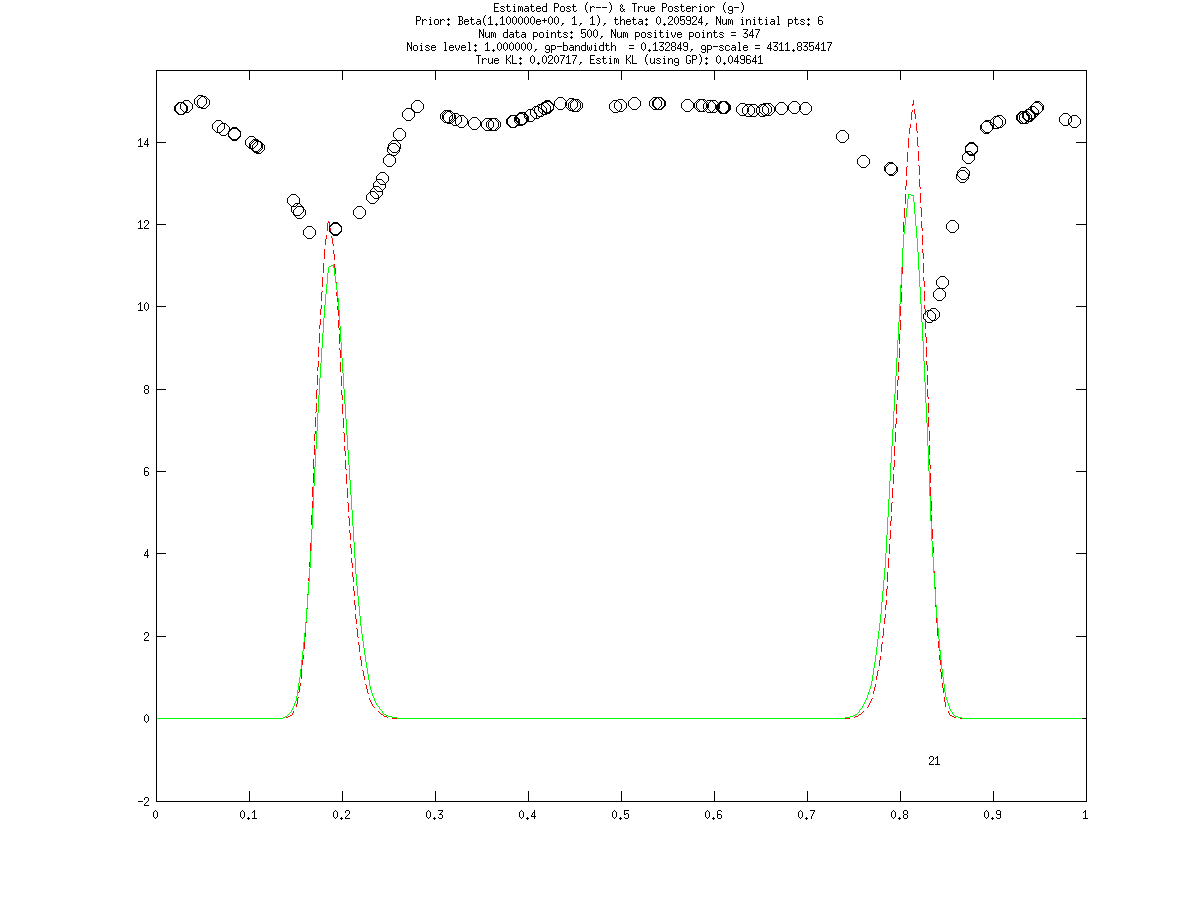 Estimated Post (r--) & True Posterior (g-)
Prior: Beta(1.100000e+00, 1, 1), theta: 0.205924, Num initial pts: 6
Num data points: 500, Num positive points = 347
Noise level: 1.000000, gp-bandwidth  = 0.132849, gp-scale = 4311.835417
True KL: 0.020717, Estim KL (using GP): 0.049641
14
12
10
8
6
4
2
0
21
-2
0 0.1 0.2 0.3 0.4 0.5 0.6 0.7 0.8 0.9 1